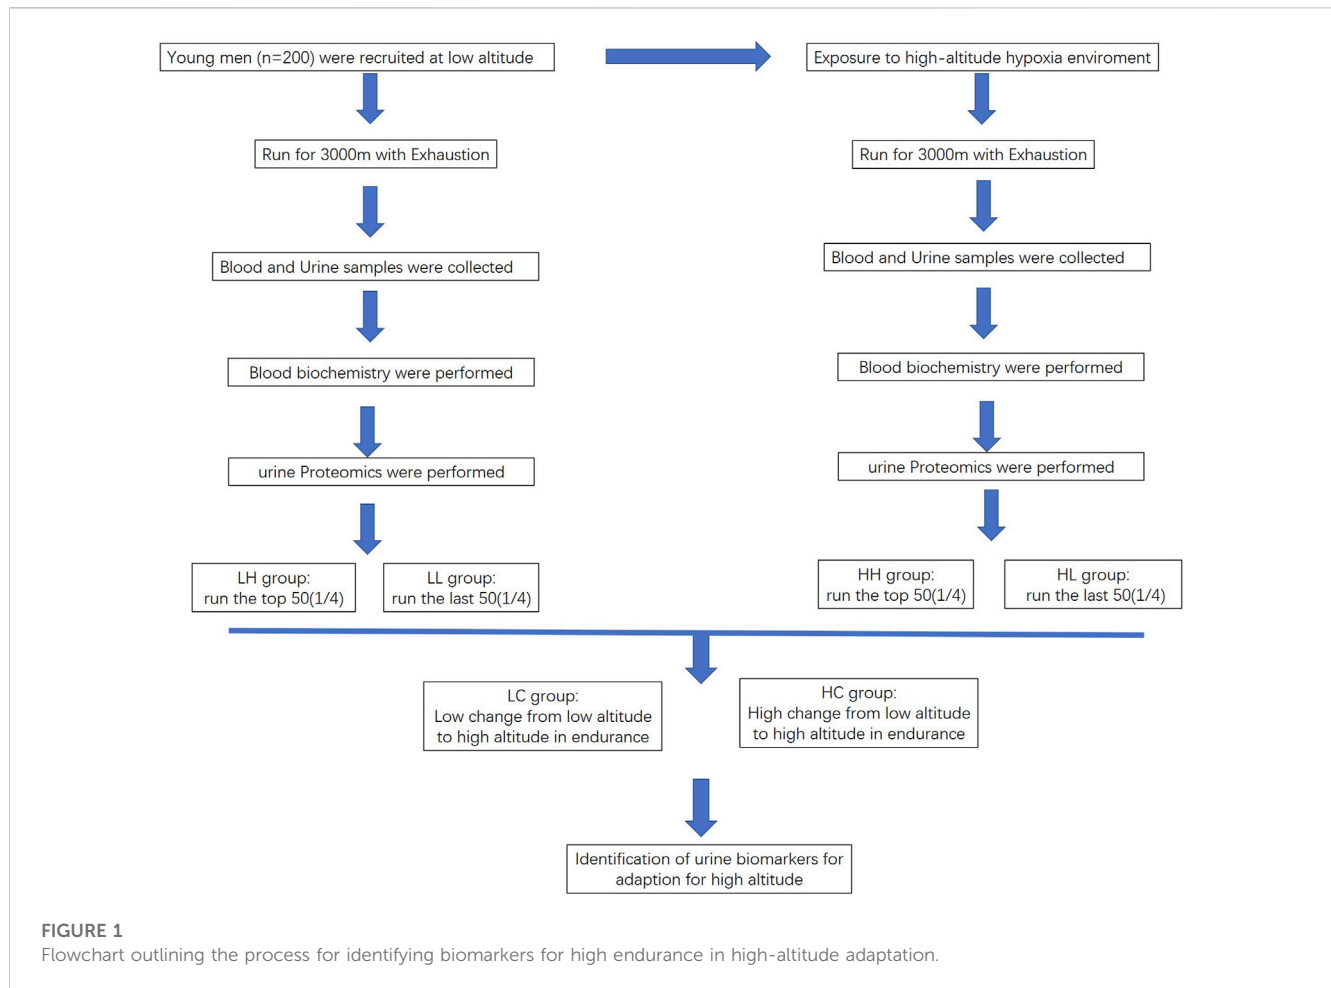 Young men (n=200) were recruited at low altitude
Exposure to high-altitude hypoxia enviroment
Run for 3000m with Exhaustion
Run for 3000m with Exhaustion
Blood and Urine samples were collected
Blood and Urine samples were collected
Blood biochemistry were performed
Blood biochemistry were performed
urine Proteomics were performed
urine Proteomics were performed
LH group:
run the top 50(1/4)
LL group:
run the last 50(1/4)
HH group:
run the top 50(1/4)
HL group:
run the last 50(1/4)
LC group:
Low change from low altitude
to high altitude in endurance
HC group:
High change from low altitude
to high altitude in endurance
Identification of urine biomarkers for
adaption for high altitude
FIGURE 1
Flowchart outlining the process for identifying biomarkers for high endurance in high-altitude adaptation.